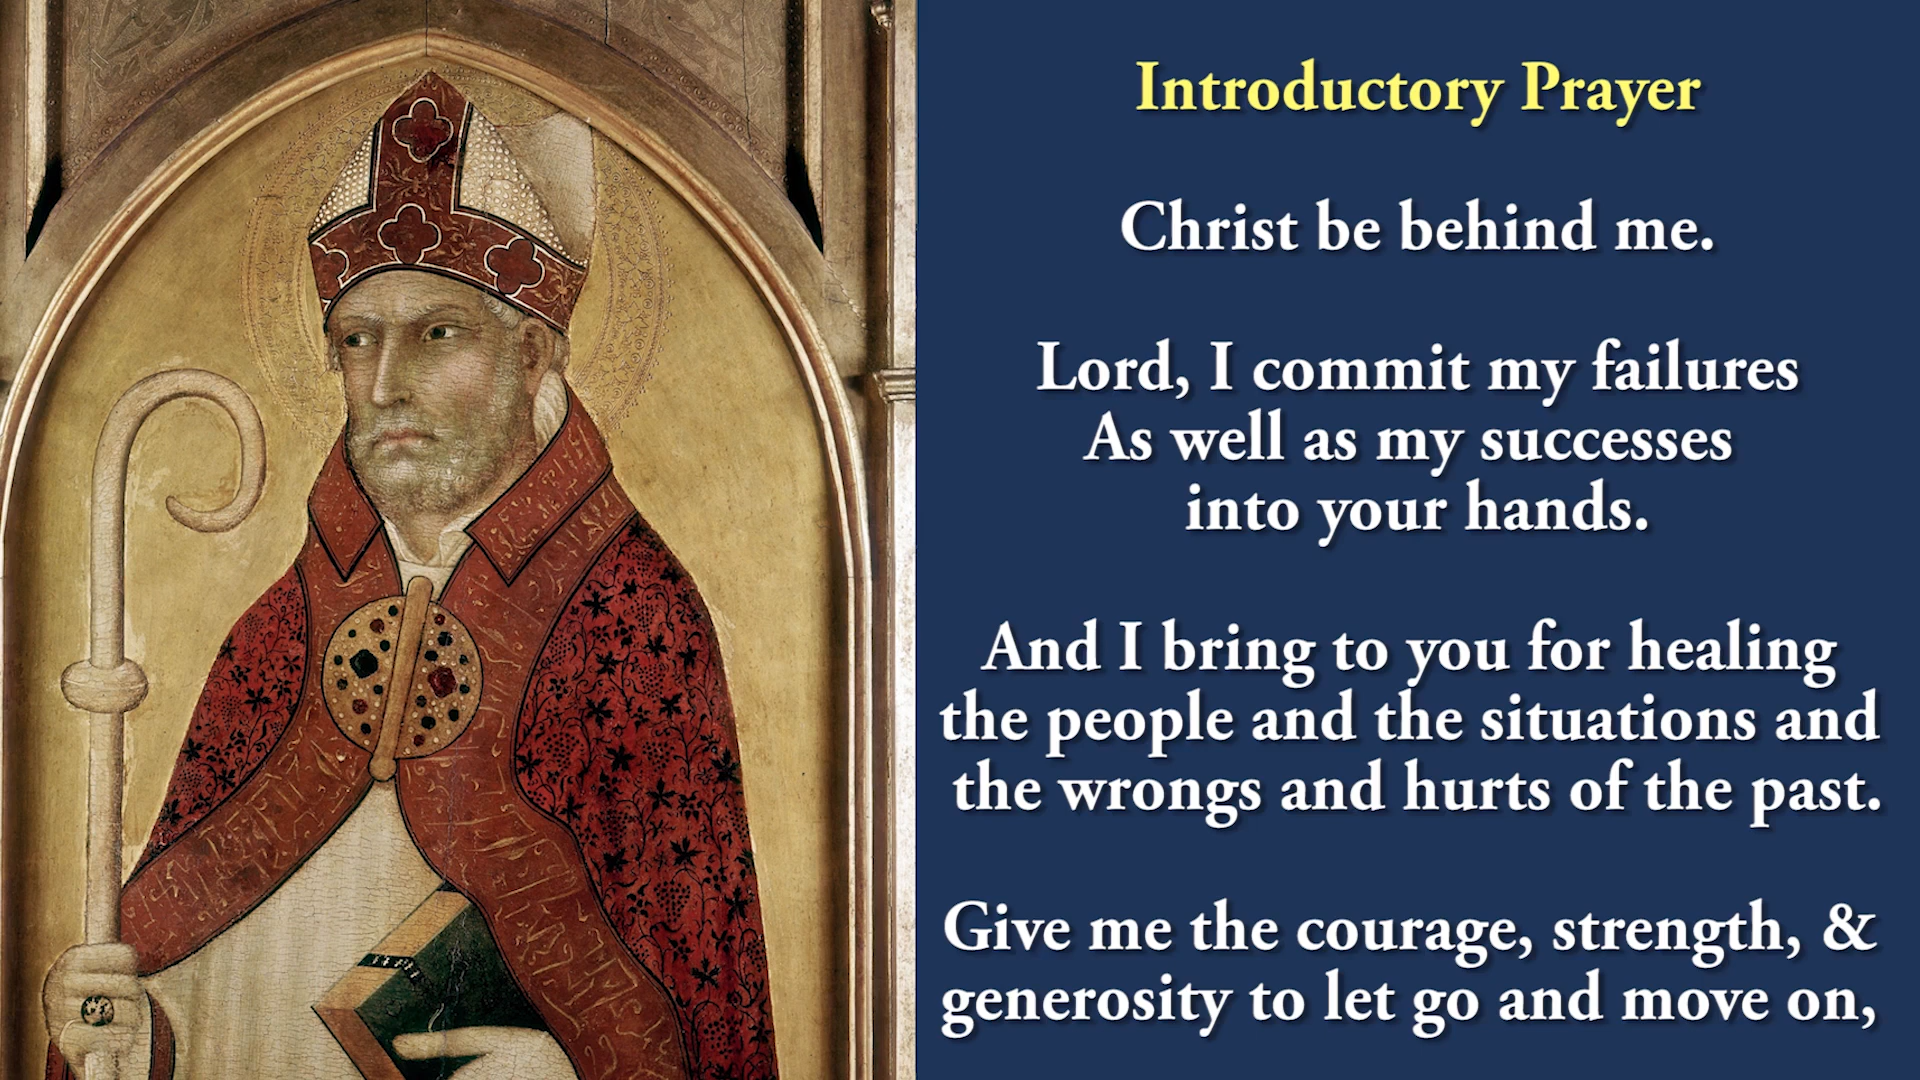 Introductory Prayer
Christ be behind me.
Lord, I commit my failures
As well as my successes
into your hands.
And I bring to you for healing
the people and the situations and
the wrongs and hurts of the past.
Give me the courage, strength, &
generosity to let go and move on,